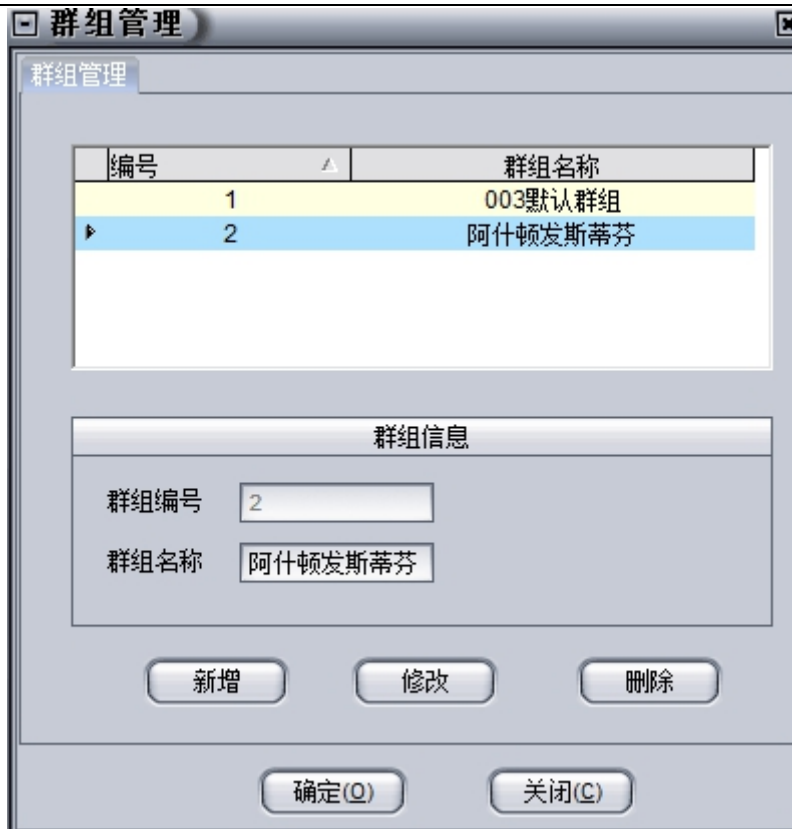 群组管理
群组管理
编号 群组名称
1 003默认群组
2 阿什顿发斯蒂芬
群组信息
群组编号 2
群组名称 阿什顿发斯蒂芬
新增 修改 删除
确定(O) 关闭(C)